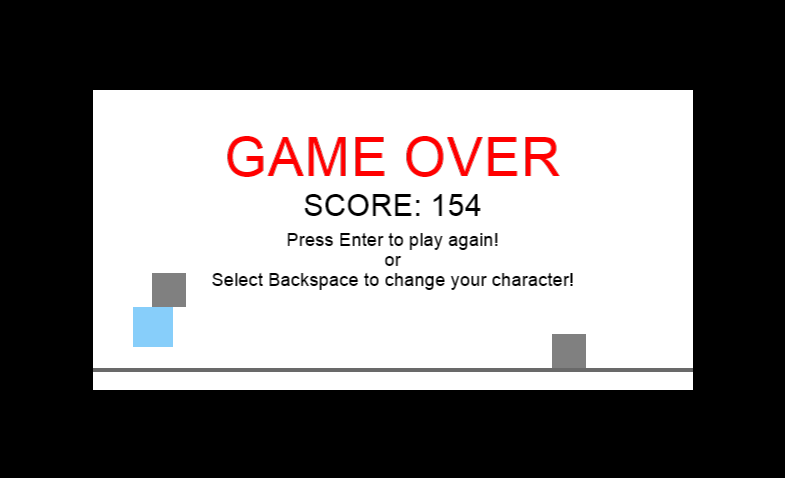 GAME OVER
SCORE: 154
Press Enter to play again!
or
Select Backspace to change your character!